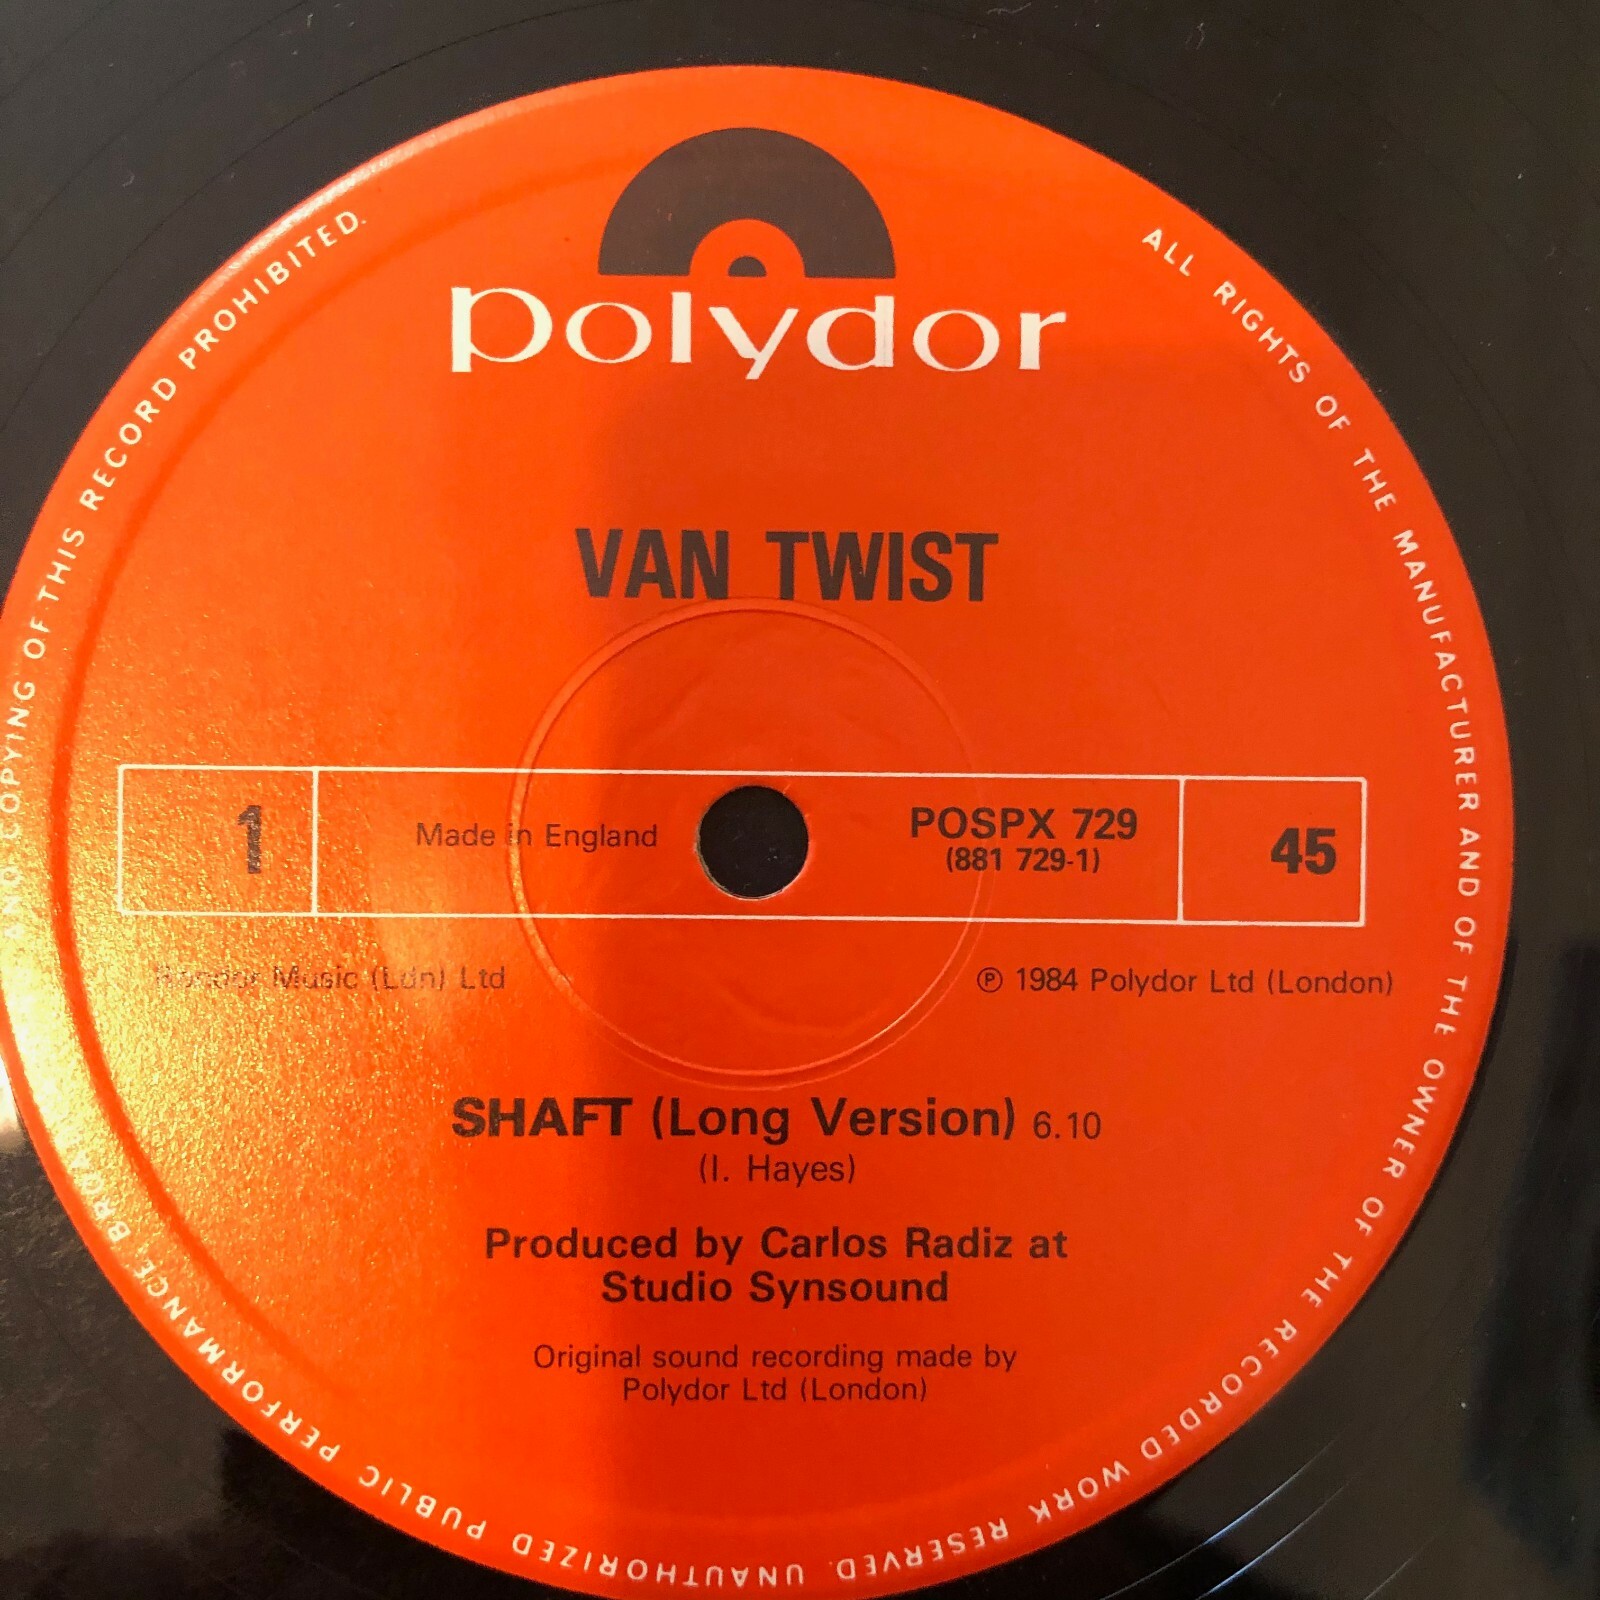 polydor
VAN TWIST
1
Made in England
POSPX 729
(881 729-1)
45
Rondor Music (Ldn) Ltd
℗ 1984 Polydor Ltd (London)
SHAFT (Long Version) 6.10
(I. Hayes)
Produced by Carlos Radiz at
Studio Synsound
Original sound recording made by
Polydor Ltd (London)
ALL RIGHTS OF THE MANUFACTURER AND OF THE OWNER OF THE RECORDED WORK RESERVED. UNAUTHORIZED PUBLIC PERFORMANCE COPYING OF THIS RECORD PROHIBITED.